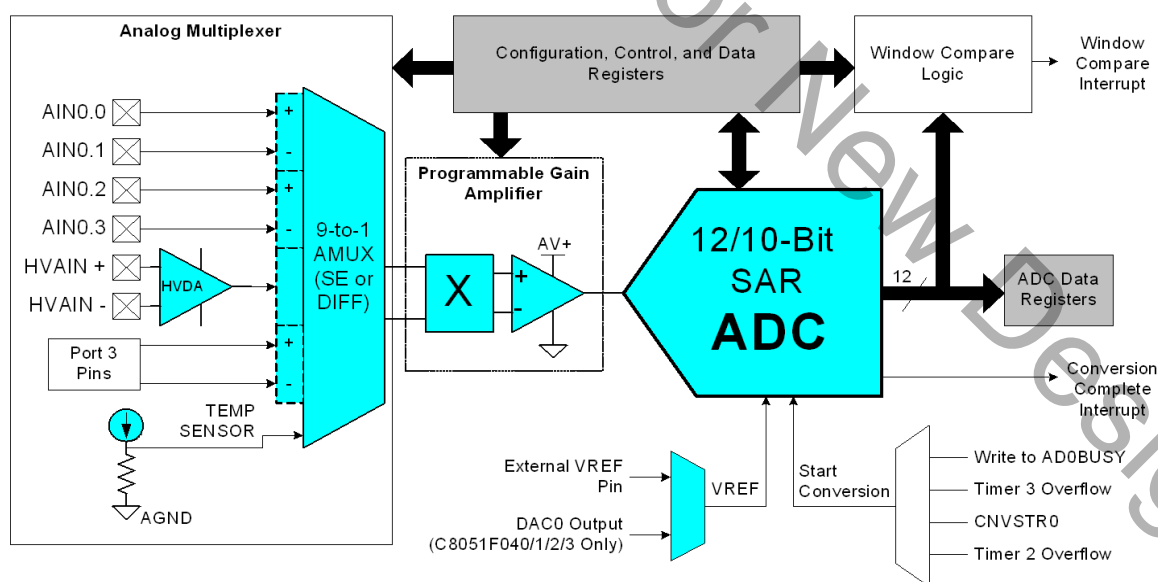 Analog Multiplexer
AIN0.0
AIN0.1
AIN0.2
AIN0.3
HVAIN +
HVAIN -
HVDA
Port 3
Pins
+
-
+
-
+
-
9-to-1
AMUX
(SE or
DIFF)
TEMP
SENSOR
AGND
Configuration, Control, and Data
Registers
Window Compare
Logic
Window
Compare
Interrupt
Programmable Gain
Amplifier
X
+
-
AV+
12/10-Bit
SAR
ADC
12
ADC Data
Registers
Conversion
Complete
Interrupt
External VREF
Pin
DAC0 Output
(C8051F040/1/2/3 Only)
VREF
Start
Conversion
Write to AD0BUSY
Timer 3 Overflow
CNVSTR0
Timer 2 Overflow
or New Desig